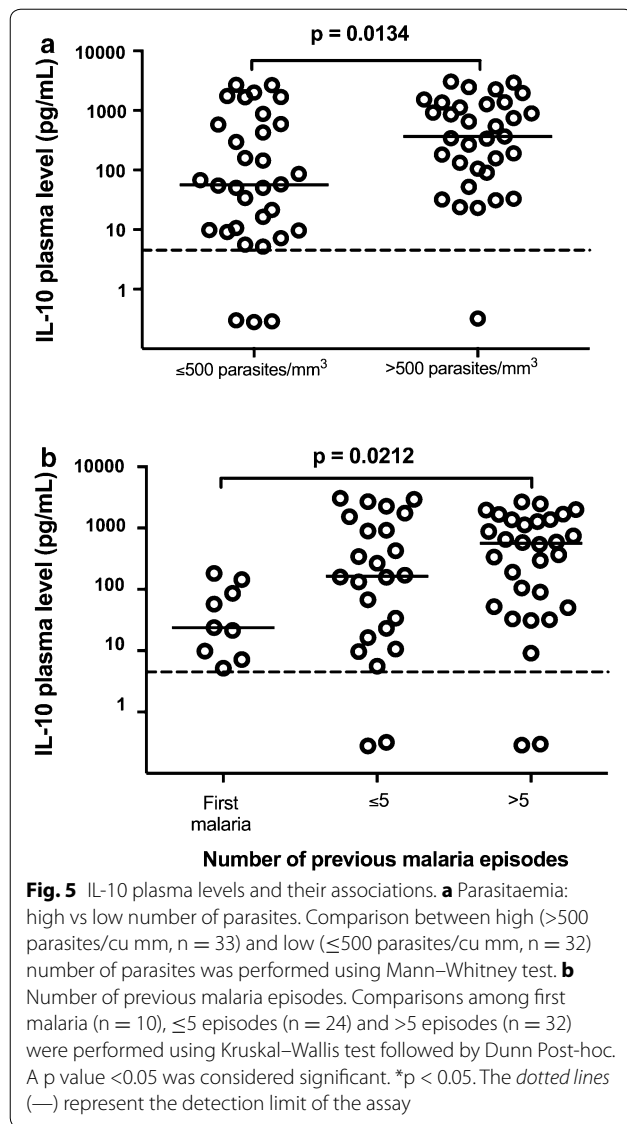 a
p = 0.0134
IL-10 plasma level (pg/mL)
10000
1000
100
10
1
≤500 parasites/mm³
>500 parasites/mm³
b
p = 0.0212
IL-10 plasma level (pg/mL)
10000
1000
100
10
1
First
malaria
≤5
>5
Number of previous malaria episodes
Fig. 5 IL-10 plasma levels and their associations. a Parasitaemia:
high vs low number of parasites. Comparison between high (>500
parasites/cu mm, n = 33) and low (≤500 parasites/cu mm, n = 32)
number of parasites was performed using Mann–Whitney test. b
Number of previous malaria episodes. Comparisons among first
malaria (n = 10), ≤5 episodes (n = 24) and >5 episodes (n = 32)
were performed using Kruskal–Wallis test followed by Dunn Post-hoc.
A p value <0.05 was considered significant. *p < 0.05. The dotted lines
(—) represent the detection limit of the assay